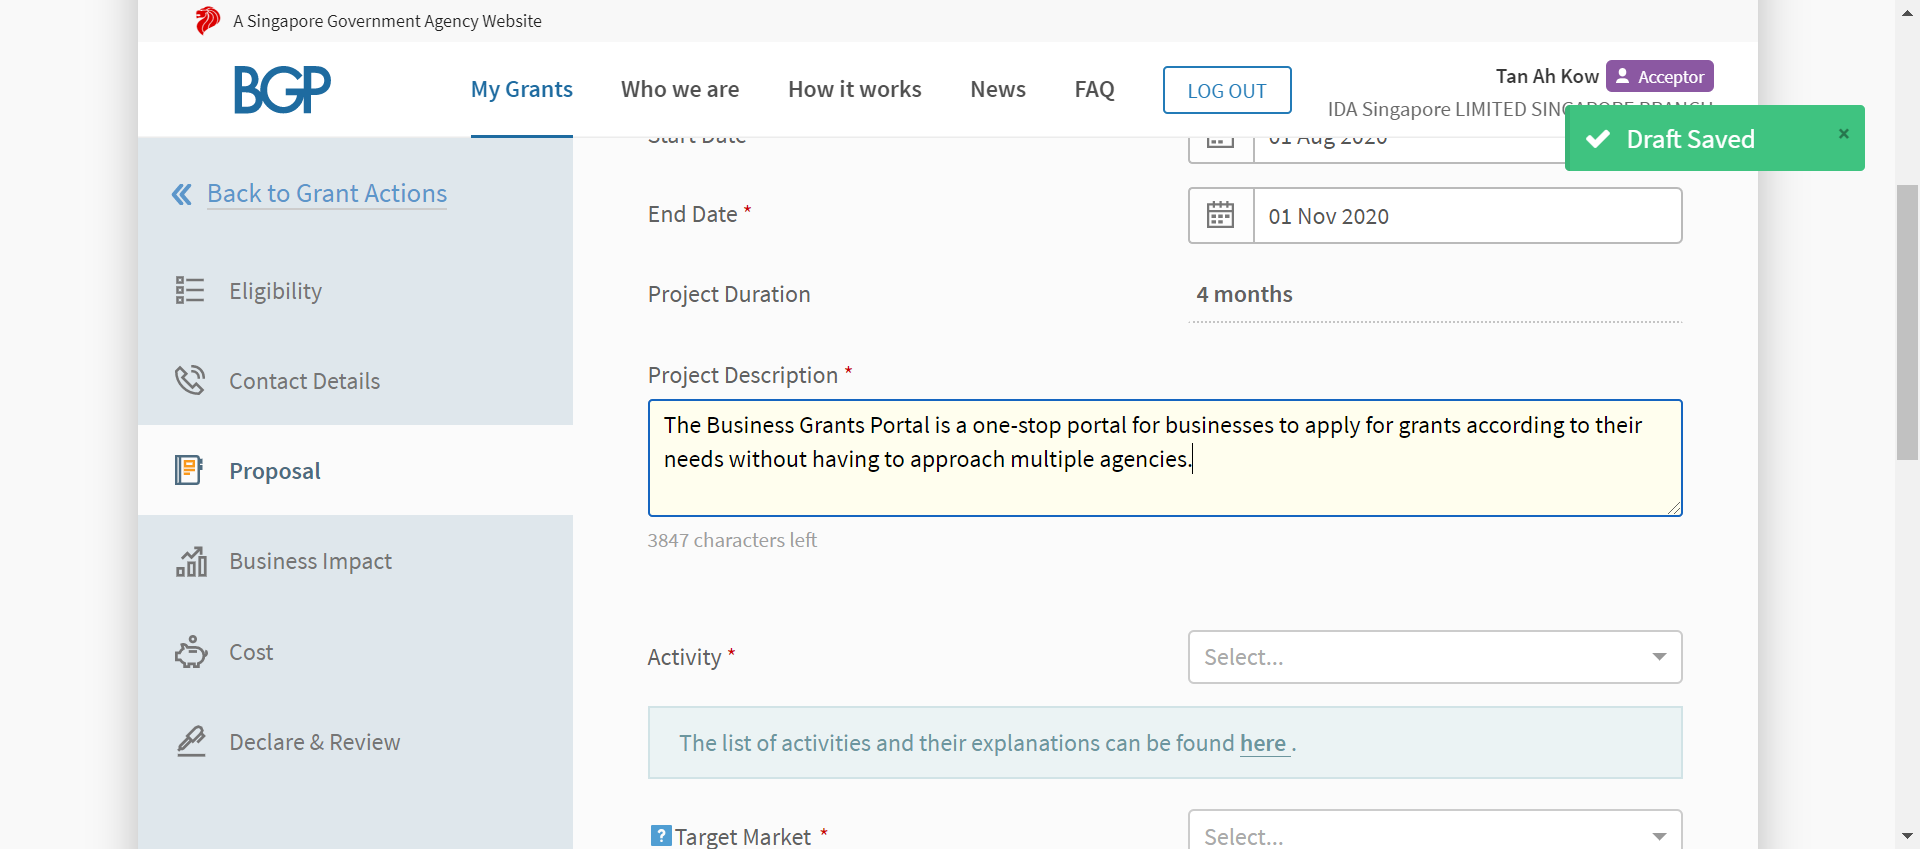 A Singapore Government Agency Website
BGP
My Grants
Who we are
How it works
News
FAQ
LOG OUT
Tan Ah Kow
Acceptor
IDA Singapore LIMITED SINGAPORE BRANCH
Draft Saved
×
Back to Grant Actions
Eligibility
Contact Details
Proposal
Business Impact
Cost
Declare & Review
Start Date
01 Aug 2020
End Date *
01 Nov 2020
Project Duration
4 months
Project Description *
The Business Grants Portal is a one-stop portal for businesses to apply for grants according to their
needs without having to approach multiple agencies.
3847 characters left
Activity *
Select...
The list of activities and their explanations can be found here .
? Target Market *
Select...